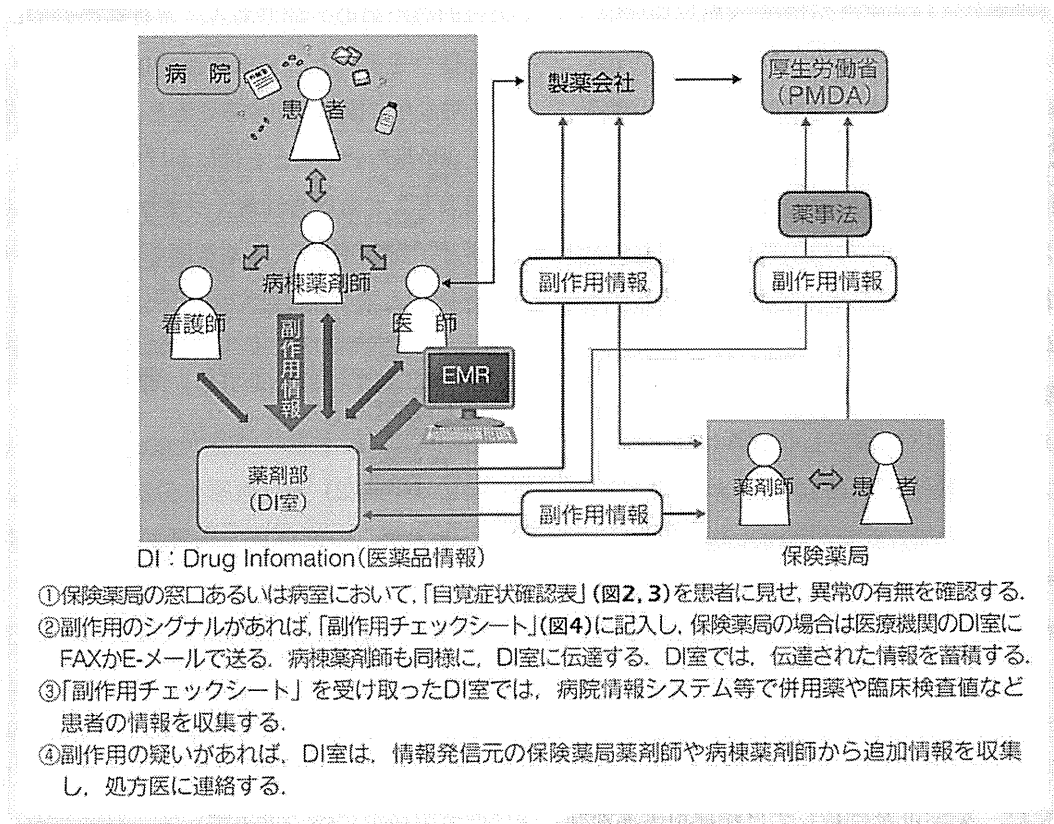 病　院
患　者
病棟薬剤師
看護師
医　師
副作用情報
EMR
薬剤部
(DI室)
製薬会社
厚生労働省
(PMDA)
薬事法
副作用情報
副作用情報
副作用情報
薬剤師
患　者
保険薬局
DI：Drug Infomation(医薬品情報)
①保険薬局の窓口あるいは病室において，「自覚症状確認表」(図2，3)を患者に見せ，異常の有無を確認する．
②副作用のシグナルがあれば，「副作用チェックシート」(図4)に記入し，保険薬局の場合は医療機関のDI室に
FAXかE-メールで送る．病棟薬剤師も同様に，DI室に伝達する．DI室では，伝達された情報を蓄積する．
③「副作用チェックシート」を受け取ったDI室では，病院情報システム等で併用薬や臨床検査値など
患者の情報を収集する．
④副作用の疑いがあれば，DI室は，情報発信元の保険薬局薬剤師や病棟薬剤師から追加情報を収集
し，処方医に連絡する．